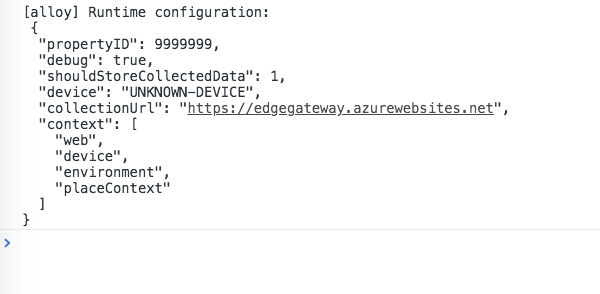 [alloy] Runtime configuration:
{
"propertyID": 9999999,
"debug": true,
"shouldStoreCollectedData": 1,
"device": "UNKNOWN-DEVICE",
"collectionUrl": "https://edgegateway.azurewebsites.net",
"context": [
"web",
"device",
"environment",
"placeContext"
]
}